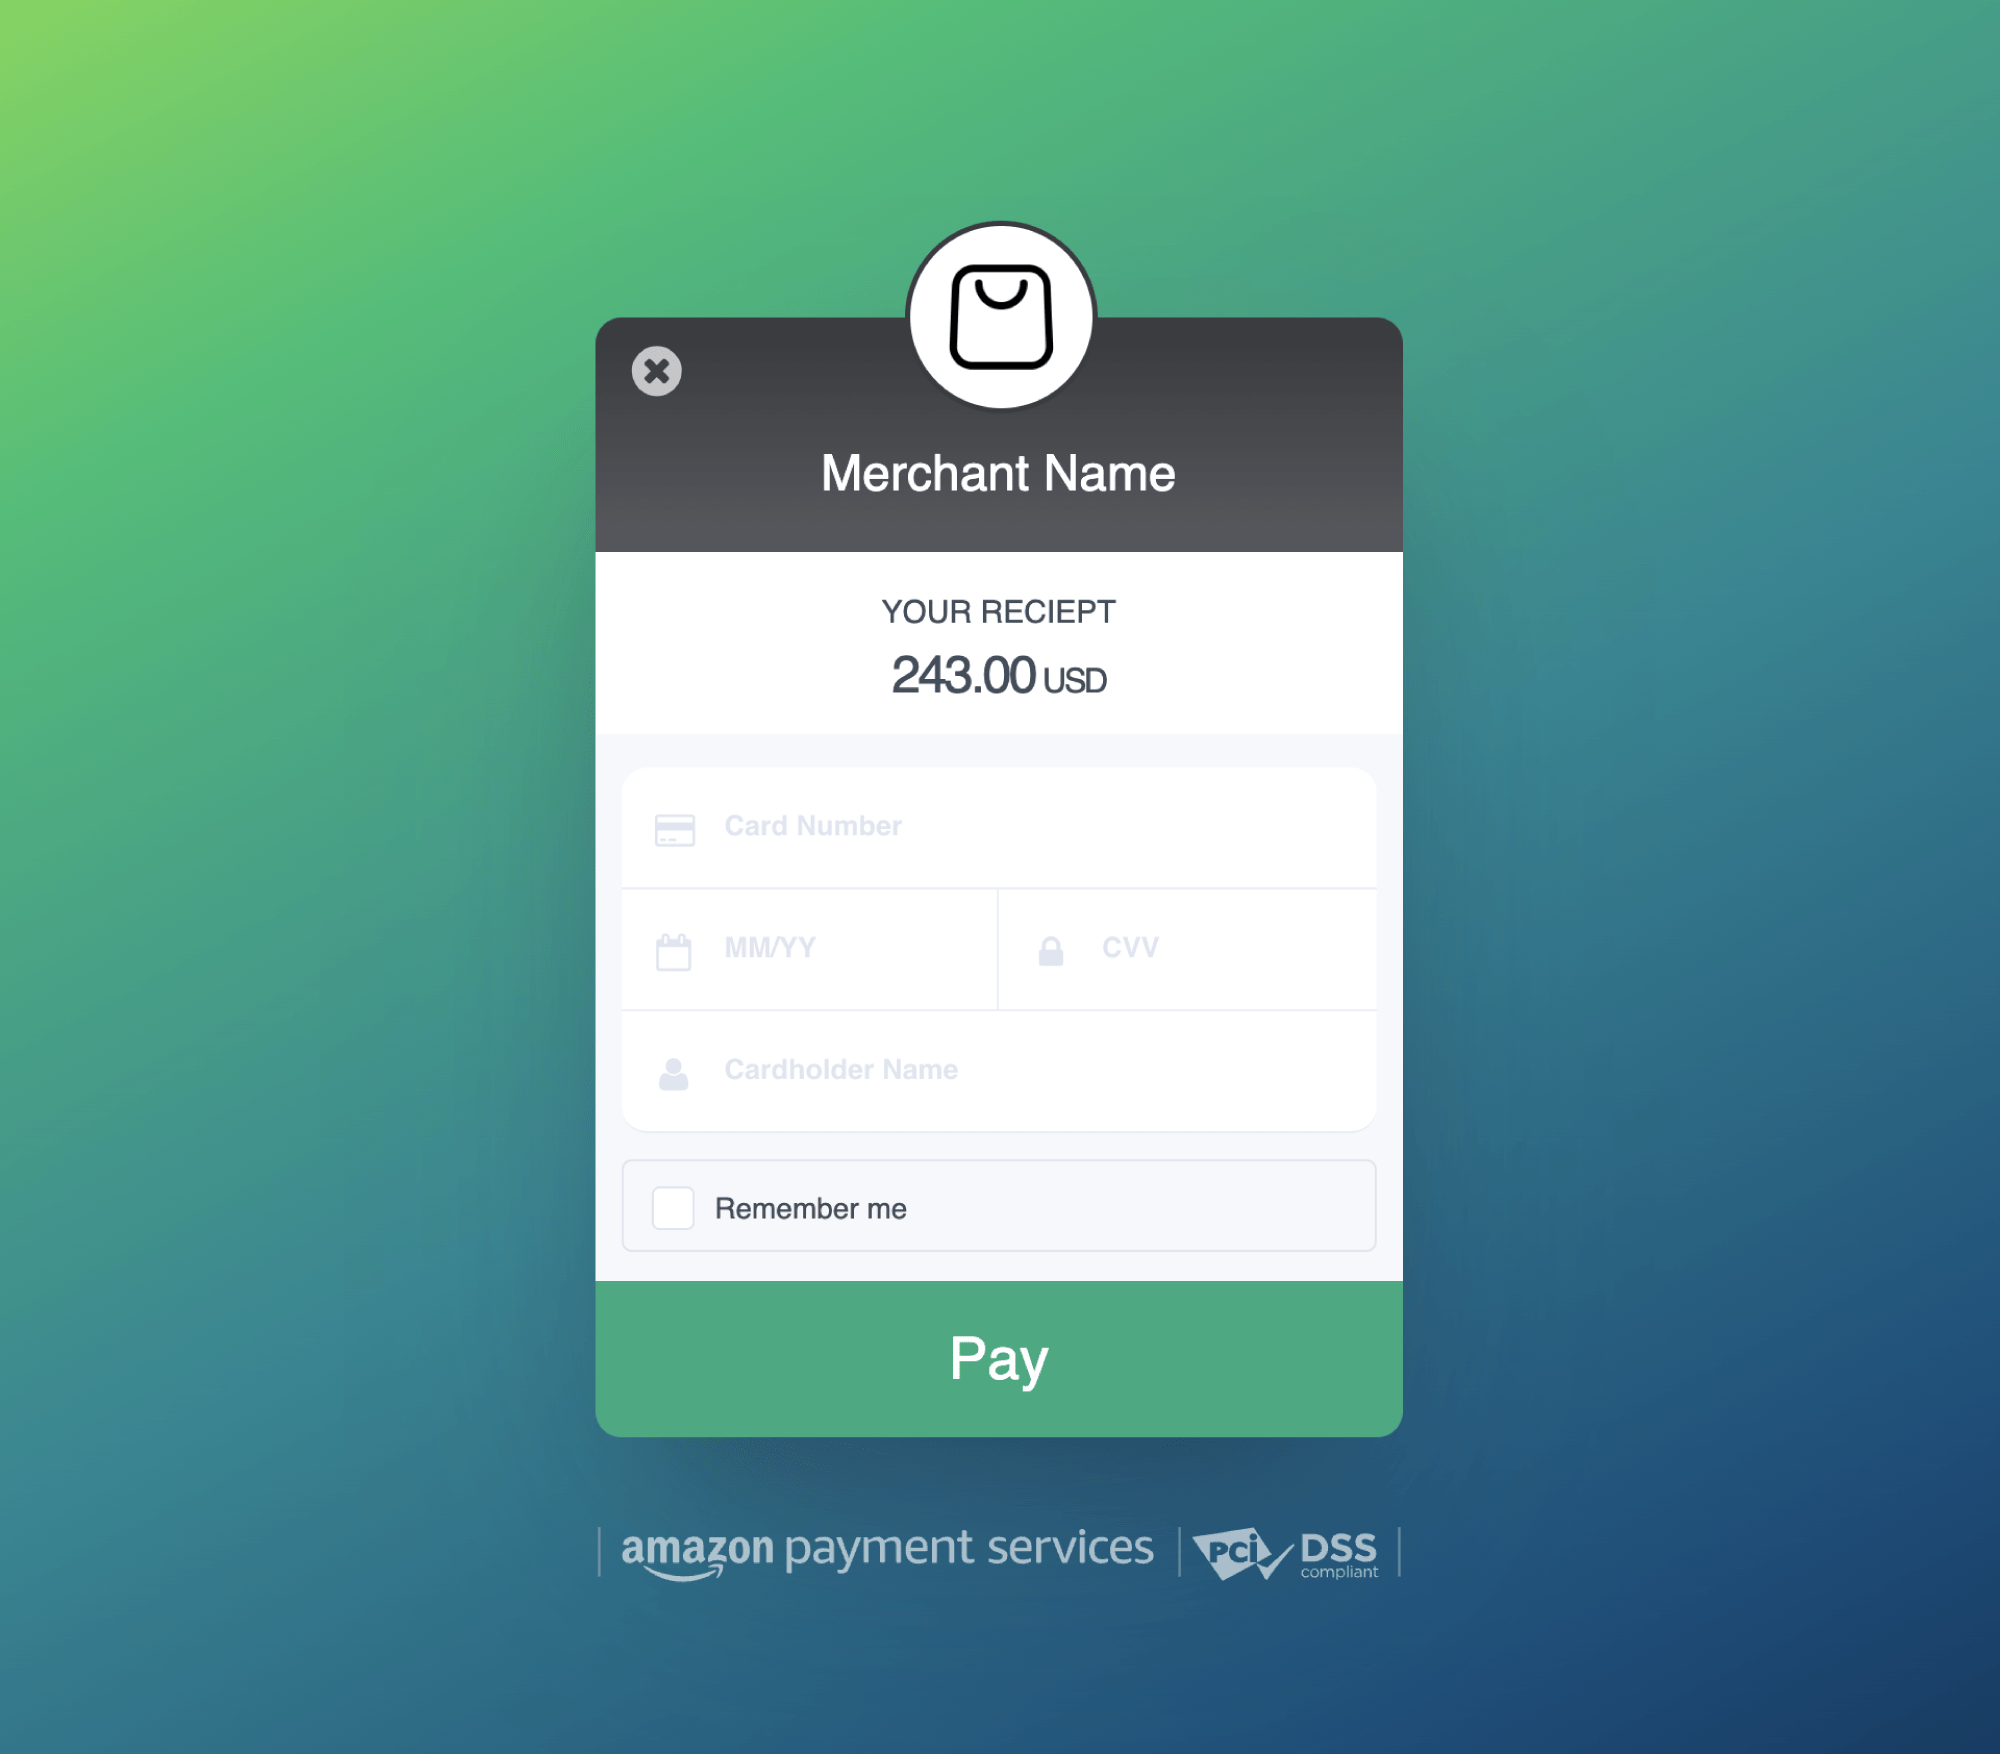 Merchant Name
YOUR RECIEPT
243.00 USD
Card Number
MM/YY
CVV
Cardholder Name
Remember me
Pay
amazon payment services
PCi DSS
compliant